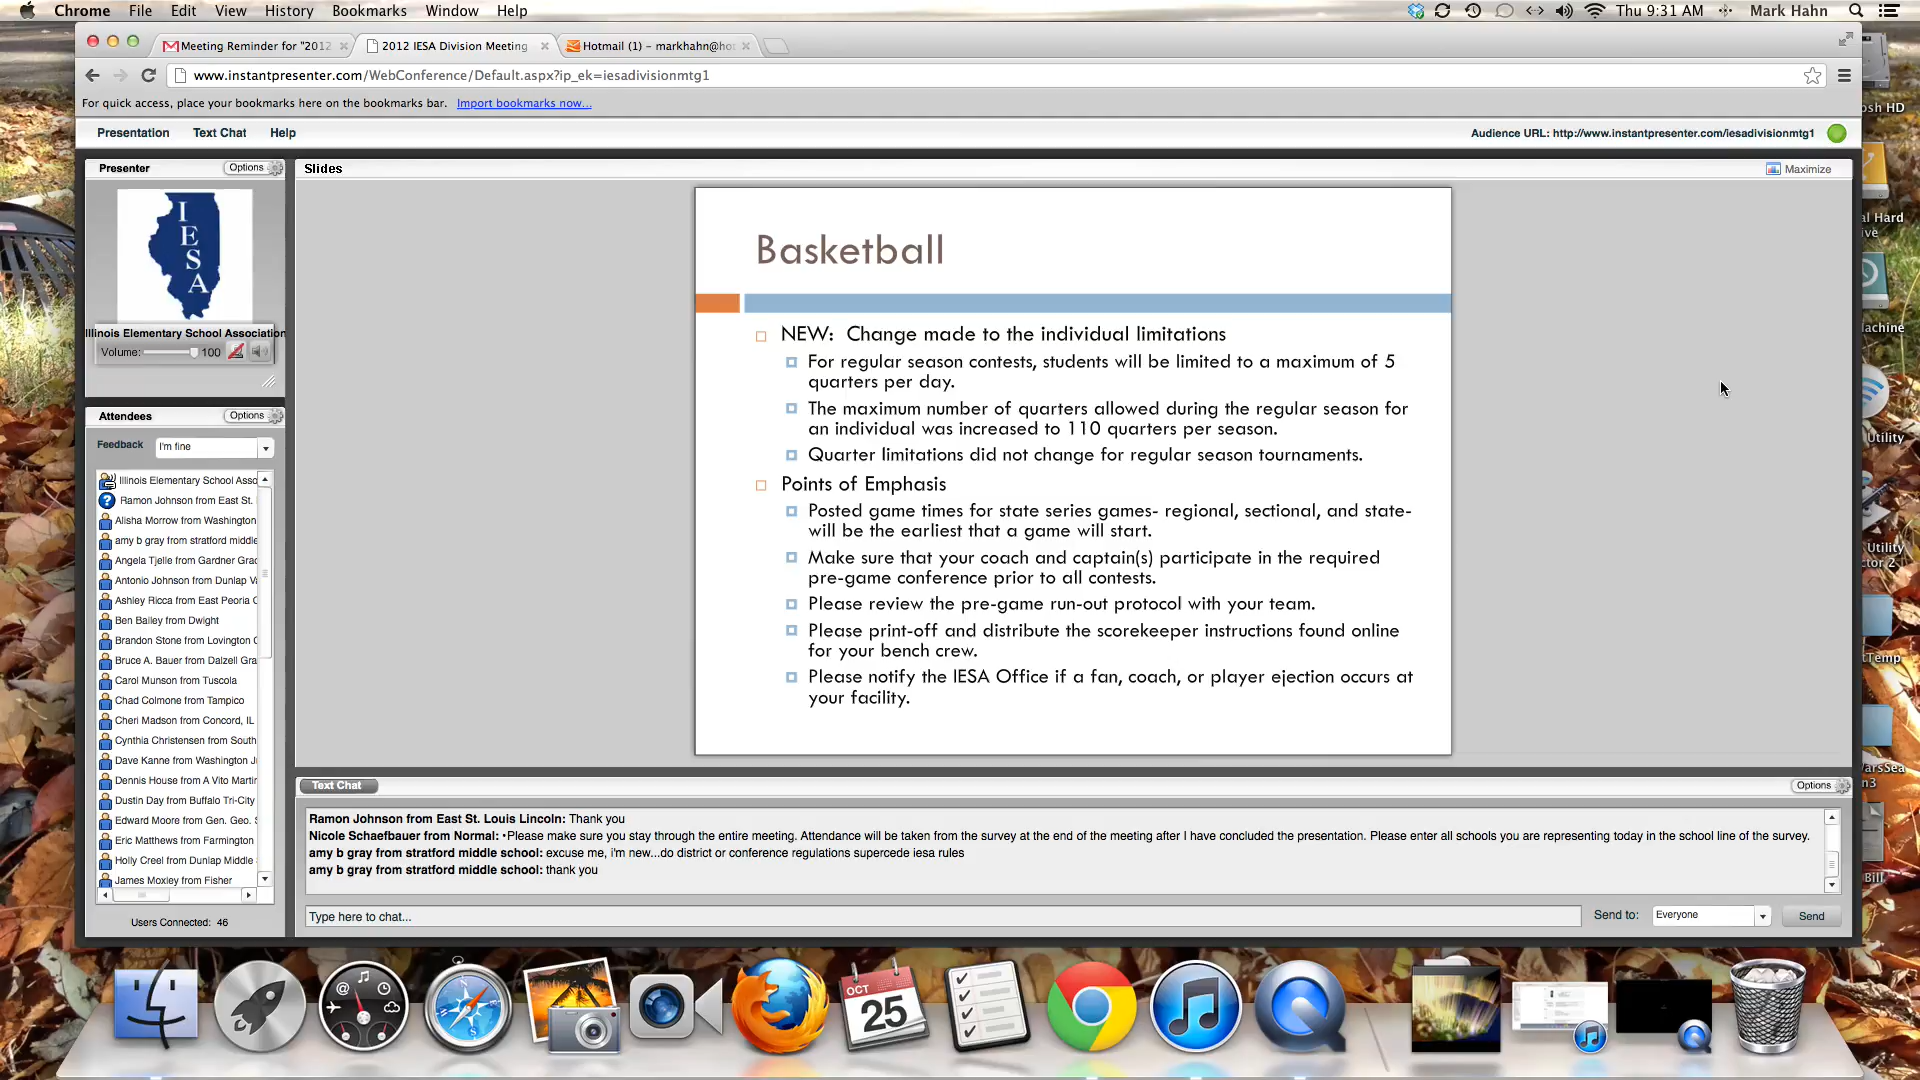 Chrome File Edit View History Bookmarks Window Help
Thu 9:31 AM Mark Hahn
Meeting Reminder for "2012
2012 IESA Division Meeting
Hotmail (1) - markhahn@ho
www.instantpresenter.com/WebConference/Default.aspx?ip_ek=iesadivisionmtg1
For quick access, place your bookmarks here on the bookmarks bar. Import bookmarks now...
Presentation Text Chat Help
Audience URL: http://www.instantpresenter.com/iesadivisionmtg1
Presenter Options
IESA
Illinois Elementary School Association
Volume: 100
Attendees Options
Feedback I'm fine
Illinois Elementary School Asso
Ramon Johnson from East St.
Alisha Morrow from Washington
amy b gray from stratford middle
Angela Tjelle from Gardner Gra
Antonio Johnson from Dunlap Va
Ashley Ricca from East Peoria C
Ben Bailey from Dwight
Brandon Stone from Lovington C
Bruce A. Bauer from Dalzell Gra
Carol Munson from Tuscola
Chad Colmone from Tampico
Cheri Madson from Concord, IL
Cynthia Christensen from South
Dave Kanne from Washington J
Dennis House from A Vito Martin
Dustin Day from Buffalo Tri-City
Edward Moore from Gen. Geo. S
Eric Matthews from Farmington
Holly Creel from Dunlap Middle
James Moxley from Fisher
Users Connected: 46
Slides
Maximize
Basketball
NEW: Change made to the individual limitations
For regular season contests, students will be limited to a maximum of 5
quarters per day.
The maximum number of quarters allowed during the regular season for
an individual was increased to 110 quarters per season.
Quarter limitations did not change for regular season tournaments.
Points of Emphasis
Posted game times for state series games- regional, sectional, and state-
will be the earliest that a game will start.
Make sure that your coach and captain(s) participate in the required
pre-game conference prior to all contests.
Please review the pre-game run-out protocol with your team.
Please print-off and distribute the scorekeeper instructions found online
for your bench crew.
Please notify the IESA Office if a fan, coach, or player ejection occurs at
your facility.
Text Chat
Options
Ramon Johnson from East St. Louis Lincoln: Thank you
Nicole Schaefbauer from Normal: •Please make sure you stay through the entire meeting. Attendance will be taken from the survey at the end of the meeting after I have concluded the presentation. Please enter all schools you are representing today in the school line of the survey.
amy b gray from stratford middle school: excuse me, i'm new...do district or conference regulations supercede iesa rules
amy b gray from stratford middle school: thank you
Type here to chat...
Send to: Everyone Send
osh HD
al Hard
ive
achine
Utility
Utility
ctor 2
tTemp
arsSea
n3
Bill
OCT
25